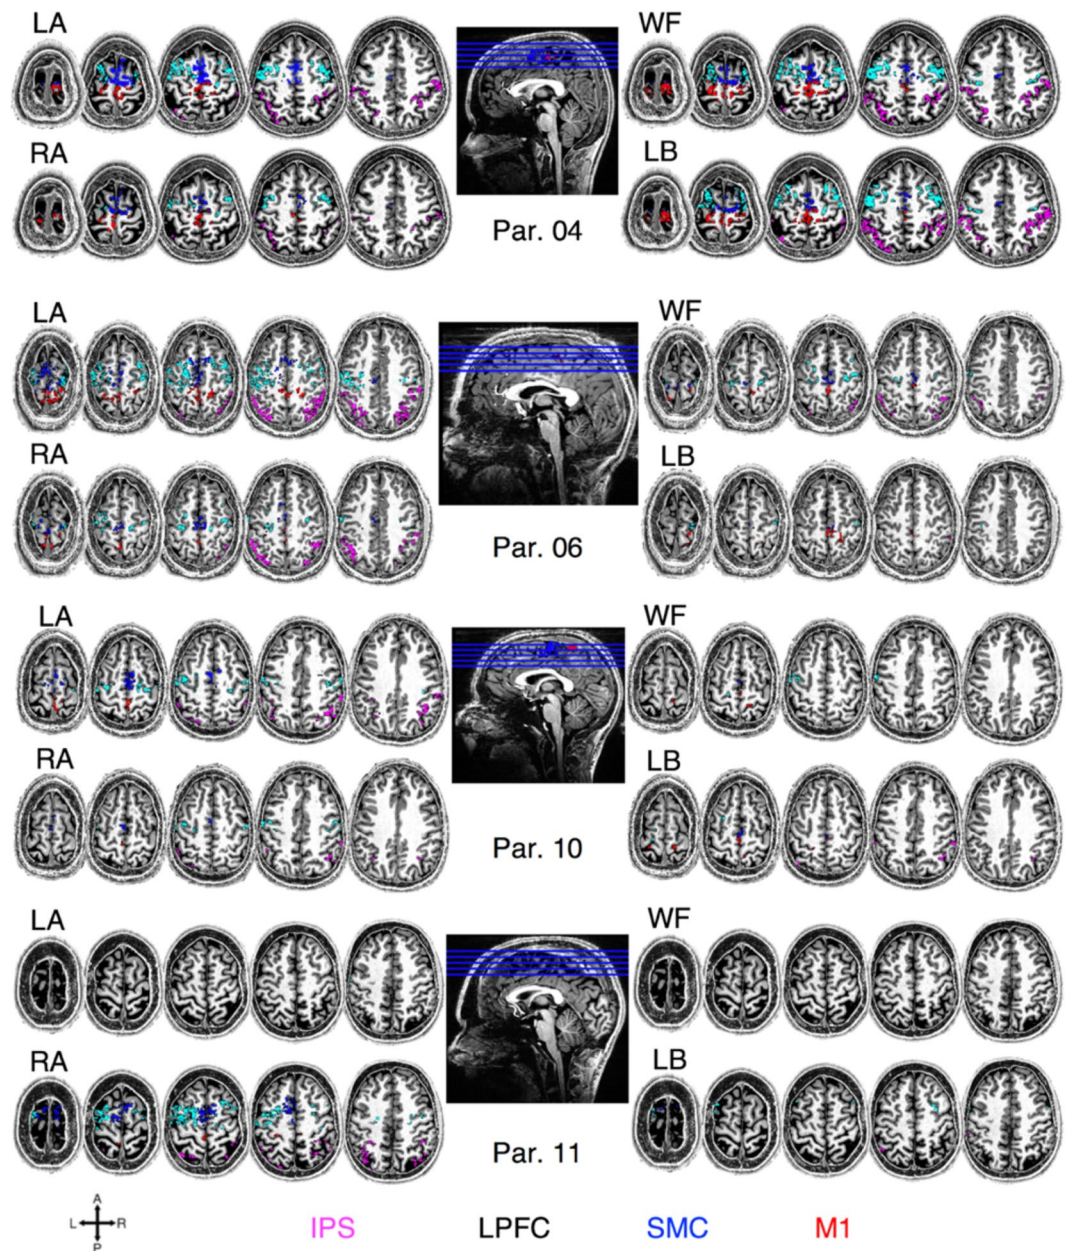 LA
WF
RA
LB
Par. 04
LA
WF
RA
LB
Par. 06
LA
WF
RA
LB
Par. 10
LA
WF
RA
LB
Par. 11
A
L R
P
IPS LPFC SMC M1